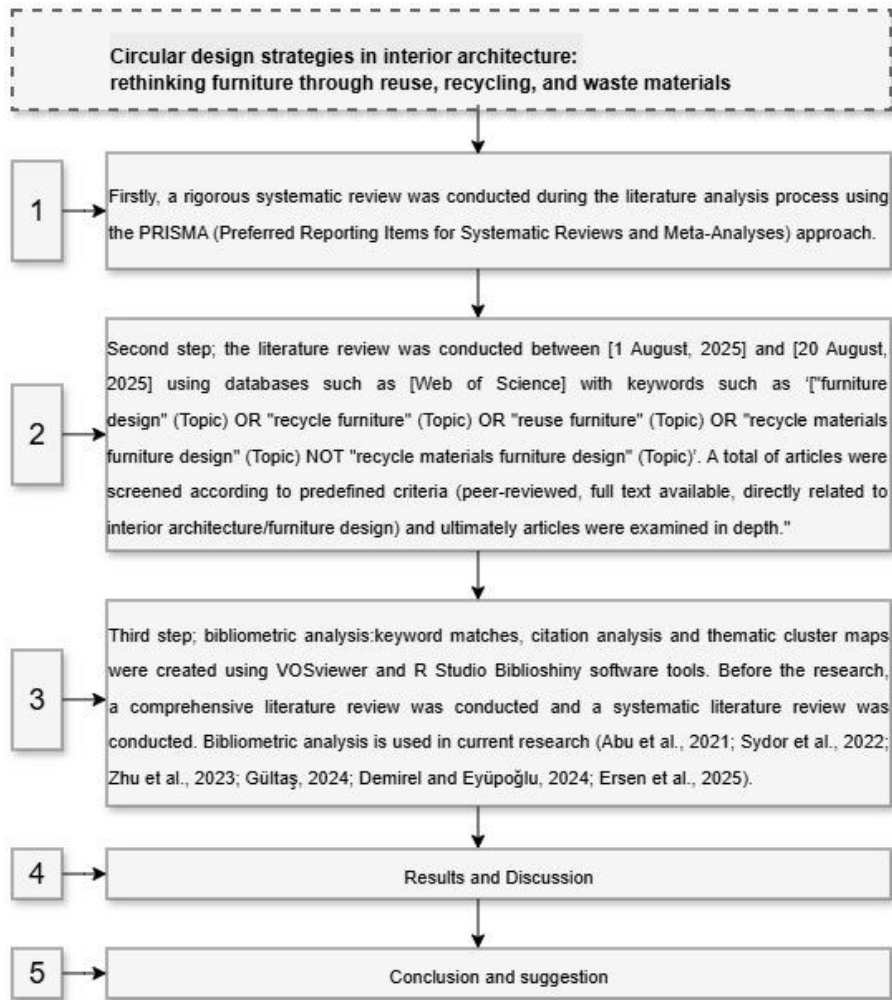 Circular design strategies in interior architecture:
rethinking furniture through reuse, recycling, and waste materials
1
Firstly, a rigorous systematic review was conducted during the literature analysis process using
the PRISMA (Preferred Reporting Items for Systematic Reviews and Meta-Analyses) approach.
2
Second step; the literature review was conducted between [1 August, 2025] and [20 August,
2025] using databases such as [Web of Science] with keywords such as '["furniture
design" (Topic) OR "recycle furniture" (Topic) OR "reuse furniture" (Topic) OR "recycle materials
furniture design" (Topic) NOT "recycle materials furniture design" (Topic)'. A total of articles were
screened according to predefined criteria (peer-reviewed, full text available, directly related to
interior architecture/furniture design) and ultimately articles were examined in depth."
3
Third step; bibliometric analysis:keyword matches, citation analysis and thematic cluster maps
were created using VOSviewer and R Studio Biblioshiny software tools. Before the research,
a comprehensive literature review was conducted and a systematic literature review was
conducted. Bibliometric analysis is used in current research (Abu et al., 2021; Sydor et al., 2022;
Zhu et al., 2023; Gültaş, 2024; Demirel and Eyüpoğlu, 2024; Ersen et al., 2025).
4
Results and Discussion
5
Conclusion and suggestion